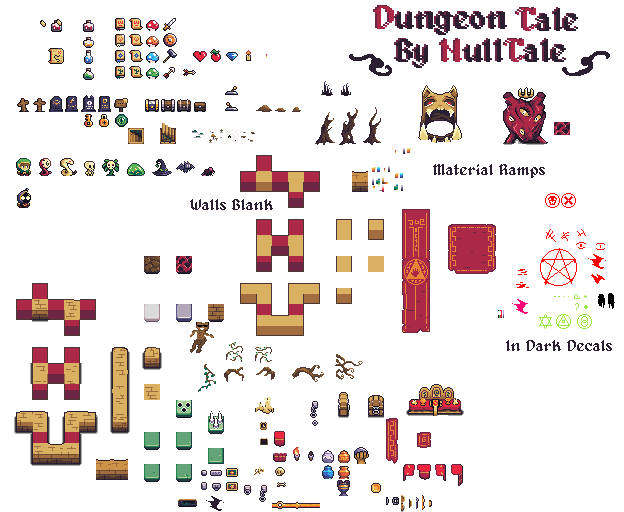 Dungeon Tale
By NullTale
Material Ramps
Walls Blank
In Dark Decals